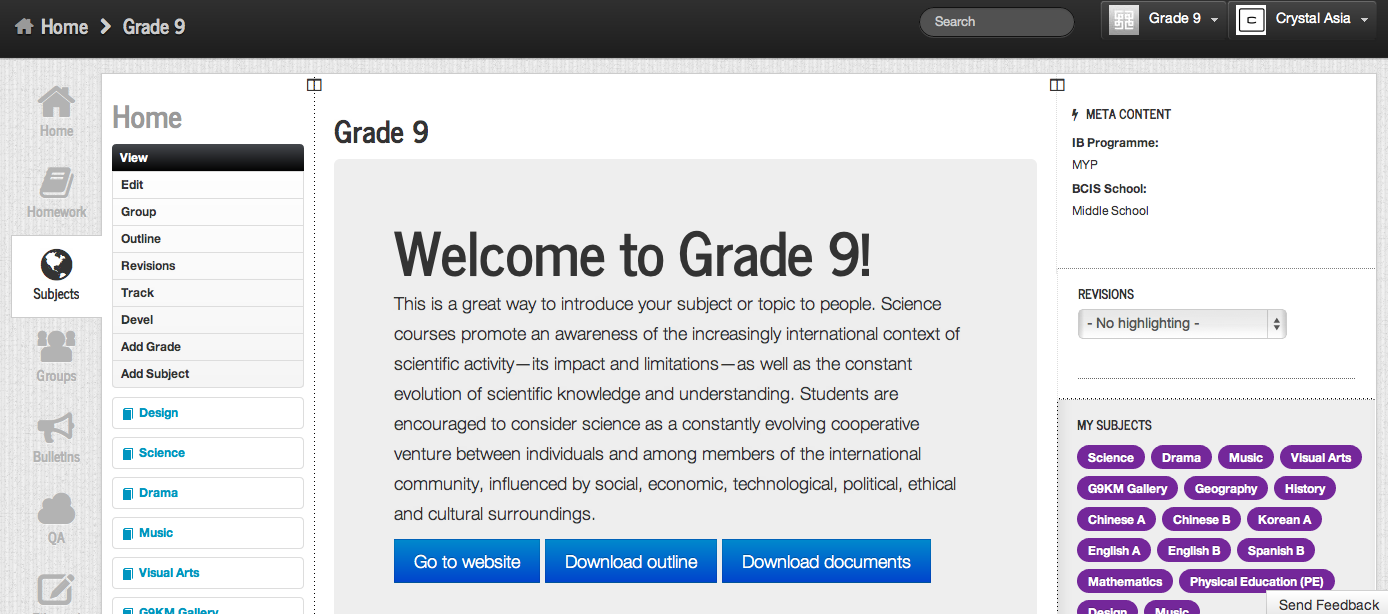 Home
Grade 9
Search
Grade 9
C
Crystal Asia
Home
Homework
Subjects
Groups
Bulletins
QA
Home
View
Edit
Group
Outline
Revisions
Track
Devel
Add Grade
Add Subject
Design
Science
Drama
Music
Visual Arts
G9KM Gallery
Grade 9
Welcome to Grade 9!
This is a great way to introduce your subject or topic to people. Science
courses promote an awareness of the increasingly international context of
scientific activity—its impact and limitations—as well as the constant
evolution of scientific knowledge and understanding. Students are
encouraged to consider science as a constantly evolving cooperative
venture between individuals and among members of the international
community, influenced by social, economic, technological, political, ethical
and cultural surroundings.
Go to website Download outline Download documents
META CONTENT
IB Programme:
MYP
BCIS School:
Middle School
REVISIONS
- No highlighting -
MY SUBJECTS
Science Drama Music Visual Arts
G9KM Gallery Geography History
Chinese A Chinese B Korean A
English A English B Spanish B
Mathematics Physical Education (PE)
Design Music
Send Feedback